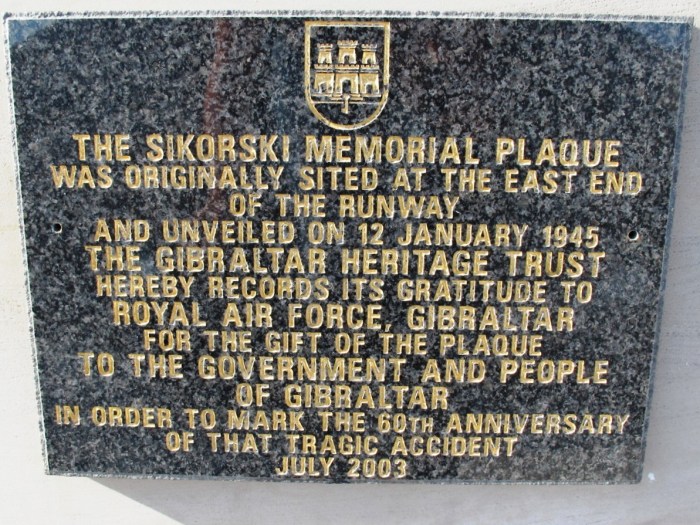 THE SIKORSKI MEMORIAL PLAQUE
WAS ORIGINALLY SITED AT THE EAST END
OF THE RUNWAY
AND UNVEILED ON 12 JANUARY 1945
THE GIBRALTAR HERITAGE TRUST
HEREBY RECORDS ITS GRATITUDE TO
ROYAL AIR FORCE, GIBRALTAR
FOR THE GIFT OF THE PLAQUE
TO THE GOVERNMENT AND PEOPLE
OF GIBRALTAR
IN ORDER TO MARK THE 60TH ANNIVERSARY
OF THAT TRAGIC ACCIDENT
JULY 2003